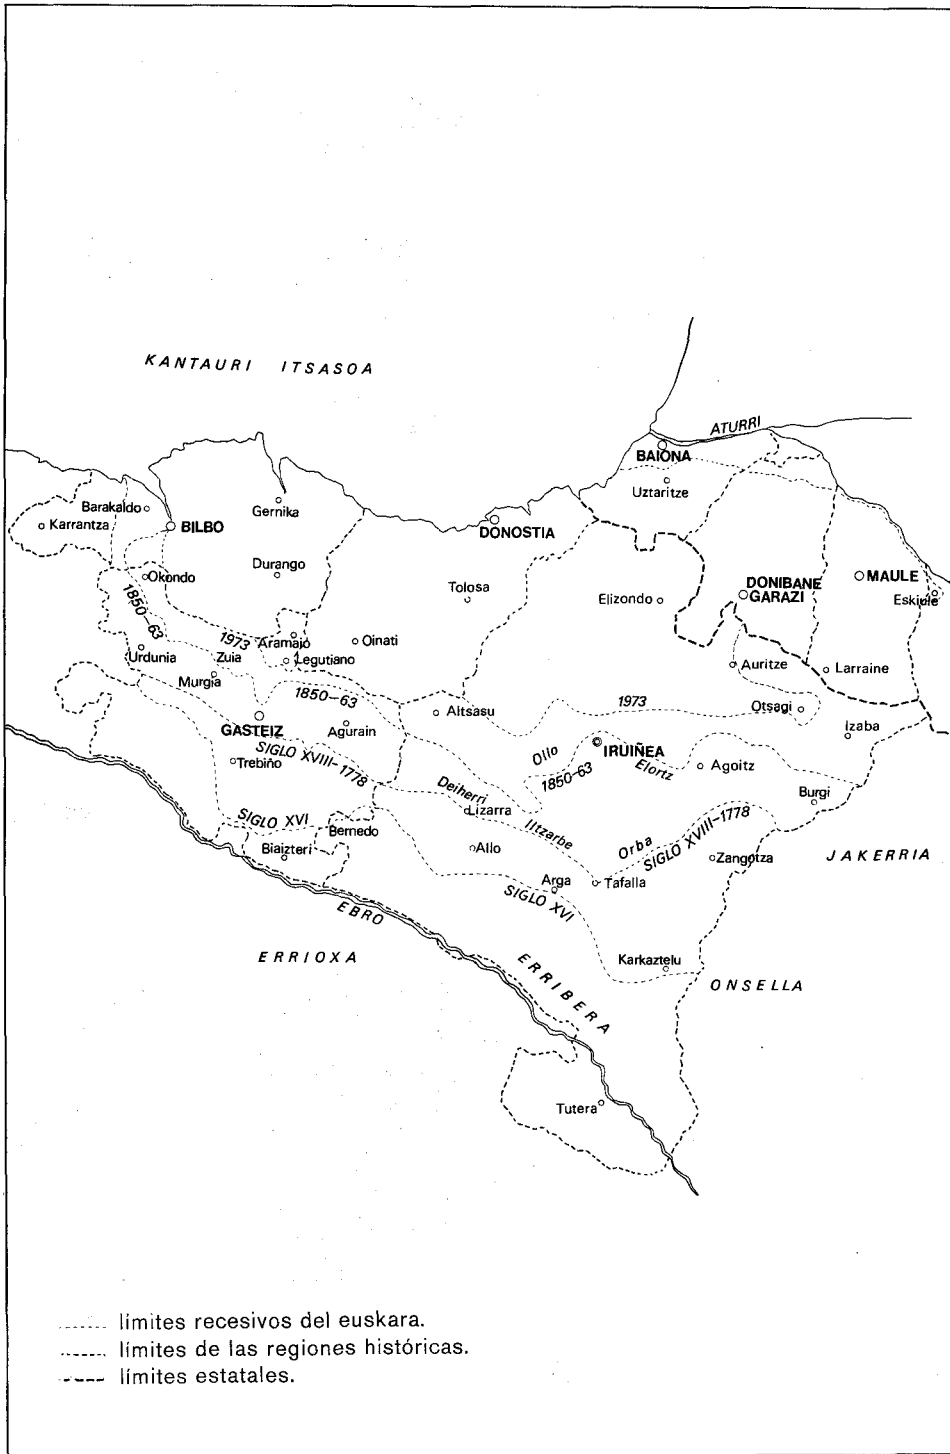 KANTAURI ITSASOA
ATURRI
BAIONA
Uztaritze
Barakaldo
Karrantza
BILBO
Gernika
DONOSTIA
Okondo
Durango
Tolosa
Elizondo
DONIBANE
GARAZI
MAULE
Eskiule
1850-63
1973
Aramajo
Oinati
Urdunia
Zuia
Legutiano
Murgia
Auritze
Larraine
1850-63
Altsasu
1973
Otsagi
Izaba
GASTEIZ
Agurain
Ollo
IRUIÑEA
SIGLO XVIII-1778
Trebiño
Deiherri
1850-63
Elortz
Agoitz
Lizarra
Burgi
SIGLO XVI
Bernedo
Iltzarbe
Orba
SIGLO XVIII-1778
Biaizteri
Allo
Zangotza
JAKERRIA
Arga
Tafalla
SIGLO XVI
EBRO
ERRIOXA
ERRIBERA
Karkaztelu
ONSELLA
Tutera
límites recesivos del euskara.
límites de las regiones históricas.
límites estatales.